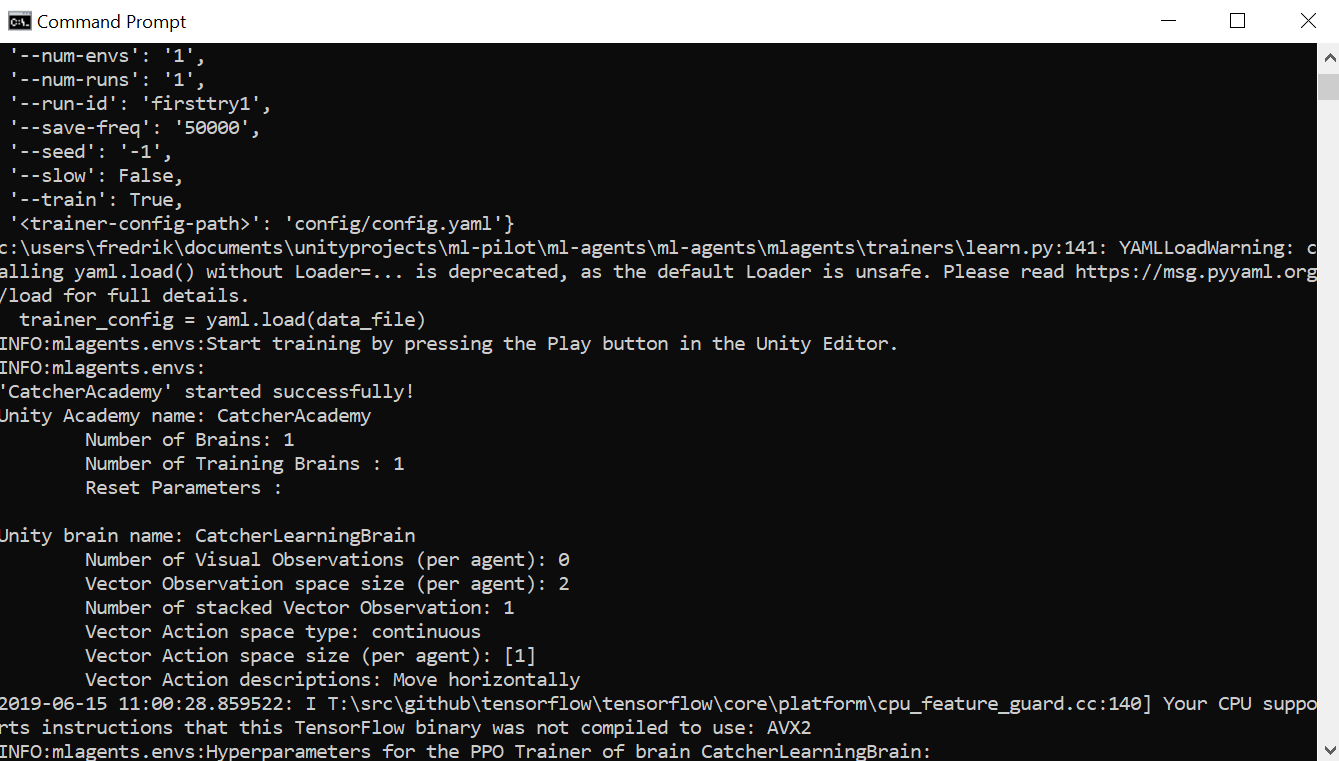 Command Prompt
'--num-envs': '1',
'--num-runs': '1',
'--run-id': 'firsttry1',
'--save-freq': '50000',
'--seed': '-1',
'--slow': False,
'--train': True,
'<trainer-config-path>': 'config/config.yaml'}
c:\users\fredrik\documents\unityprojects\ml-pilot\ml-agents\ml-agents\mlagents\trainers\learn.py:141: YAMLLoadWarning: c
alling yaml.load() without Loader=... is deprecated, as the default Loader is unsafe. Please read https://msg.pyyaml.org
/load for full details.
trainer_config = yaml.load(data_file)
INFO:mlagents.envs:Start training by pressing the Play button in the Unity Editor.
INFO:mlagents.envs:
'CatcherAcademy' started successfully!
Unity Academy name: CatcherAcademy
Number of Brains: 1
Number of Training Brains : 1
Reset Parameters :
Unity brain name: CatcherLearningBrain
Number of Visual Observations (per agent): 0
Vector Observation space size (per agent): 2
Number of stacked Vector Observation: 1
Vector Action space type: continuous
Vector Action space size (per agent): [1]
Vector Action descriptions: Move horizontally
2019-06-15 11:00:28.859522: I T:\src\github\tensorflow\tensorflow\core\platform\cpu_feature_guard.cc:140] Your CPU suppo
rts instructions that this TensorFlow binary was not compiled to use: AVX2
INFO:mlagents.envs:Hyperparameters for the PPO Trainer of brain CatcherLearningBrain: